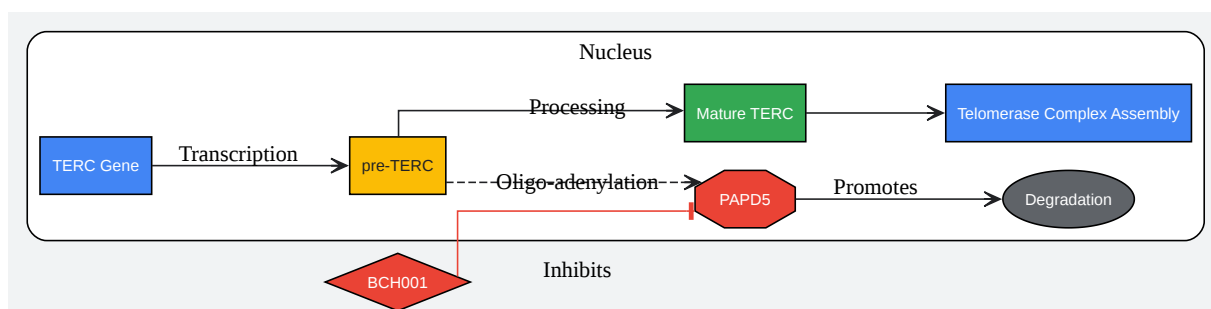 Nucleus
Processing
Mature TERC
Telomerase Complex Assembly
TERC Gene
Transcription
pre-TERC
Oligo-adenylation
PAPD5
Promotes
Degradation
BCH001
Inhibits